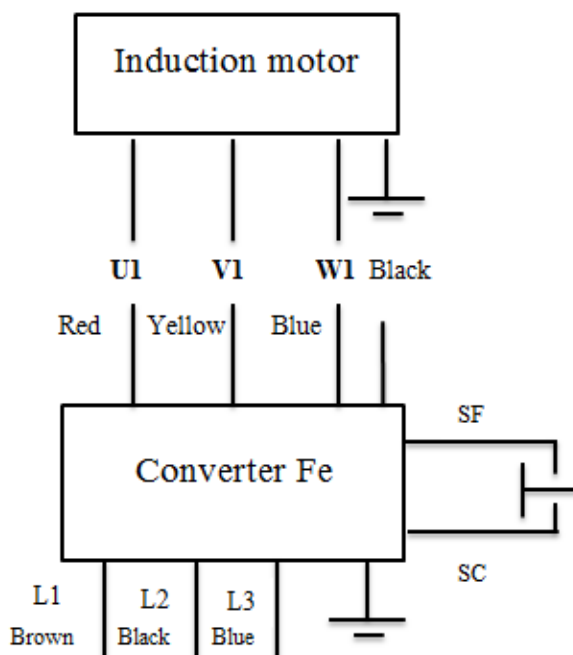 Induction motor
U1 V1 W1 Black
Red Yellow Blue
SF
Converter Fe
SC
L1 L2 L3
Brown Black Blue